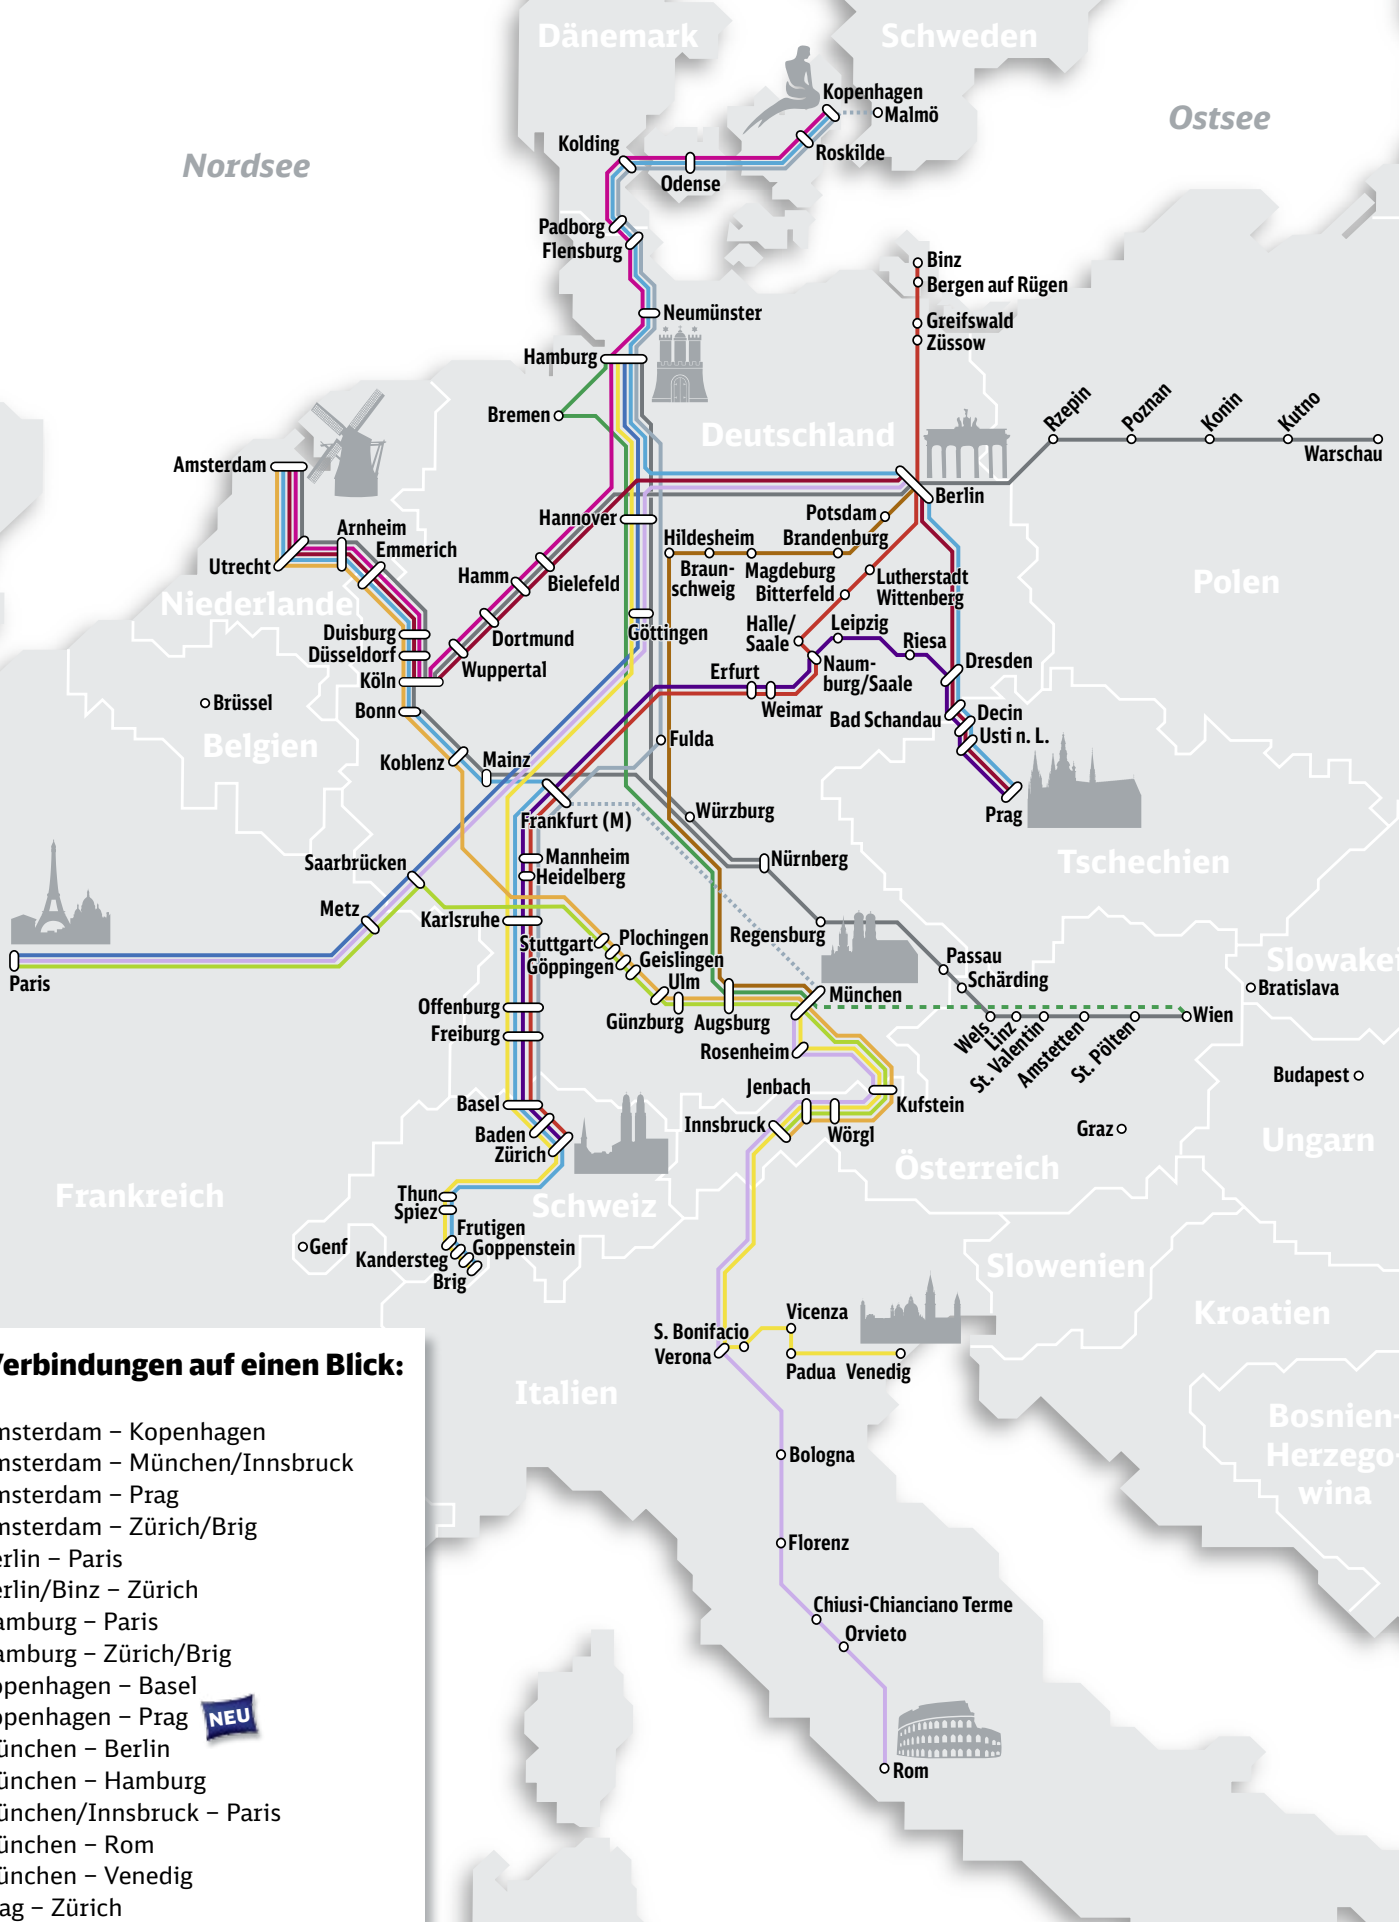 Dänemark
Schweden
Kopenhagen
Malmö
Ostsee
Kolding
Roskilde
Nordsee
Odense
Padborg
Flensburg
Binz
Bergen auf Rügen
Neumünster
Greifswald
Züssow
Hamburg
Bremen
Deutschland
Rzepin
Poznan
Konin
Kutno
Warschau
Amsterdam
Berlin
Potsdam
Hannover
Arnheim
Emmerich
Hildesheim
Brandenburg
Utrecht
Hamm
Bielefeld
Braun-
schweig
Magdeburg
Bitterfeld
Lutherstadt
Wittenberg
Polen
Niederlande
Duisburg
Düsseldorf
Dortmund
Göttingen
Halle/
Saale
Leipzig
Riesa
Wuppertal
Köln
Erfurt
Naum-
burg/Saale
Dresden
Brüssel
Bonn
Weimar
Bad Schandau
Decin
Usti n. L.
Belgien
Koblenz
Mainz
Fulda
Frankfurt (M)
Würzburg
Prag
Saarbrücken
Mannheim
Heidelberg
Nürnberg
Tschechien
Metz
Karlsruhe
Stuttgart
Göppingen
Plochingen
Geislingen
Regensburg
Passau
Schärding
Slowake
Paris
Ulm
München
Bratislava
Offenburg
Günzburg
Augsburg
Wien
Freiburg
Rosenheim
Wels
Linz
St. Valentin
Amstetten
St. Pölten
Budapest
Basel
Jenbach
Kufstein
Baden
Zürich
Innsbruck
Wörgl
Graz
Ungarn
Österreich
Frankreich
Thun
Spiez
Schweiz
Frutigen
Goppenstein
Genf
Kandersteg
Brig
Slowenien
Kroatien
Vicenza
S. Bonifacio
Verona
Padua
Venedig
Italien
Bosnien-
Herzego-
wina
Bologna
Florenz
Chiusi-Chianciano Terme
Orvieto
Rom
Verbindungen auf einen Blick:
msterdam – Kopenhagen
msterdam – München/Innsbruck
msterdam – Prag
msterdam – Zürich/Brig
erlin – Paris
erlin/Binz – Zürich
amburg – Paris
amburg – Zürich/Brig
openhagen – Basel
openhagen – Prag NEU
ünchen – Berlin
ünchen – Hamburg
ünchen/Innsbruck – Paris
ünchen – Rom
ünchen – Venedig
ag – Zürich